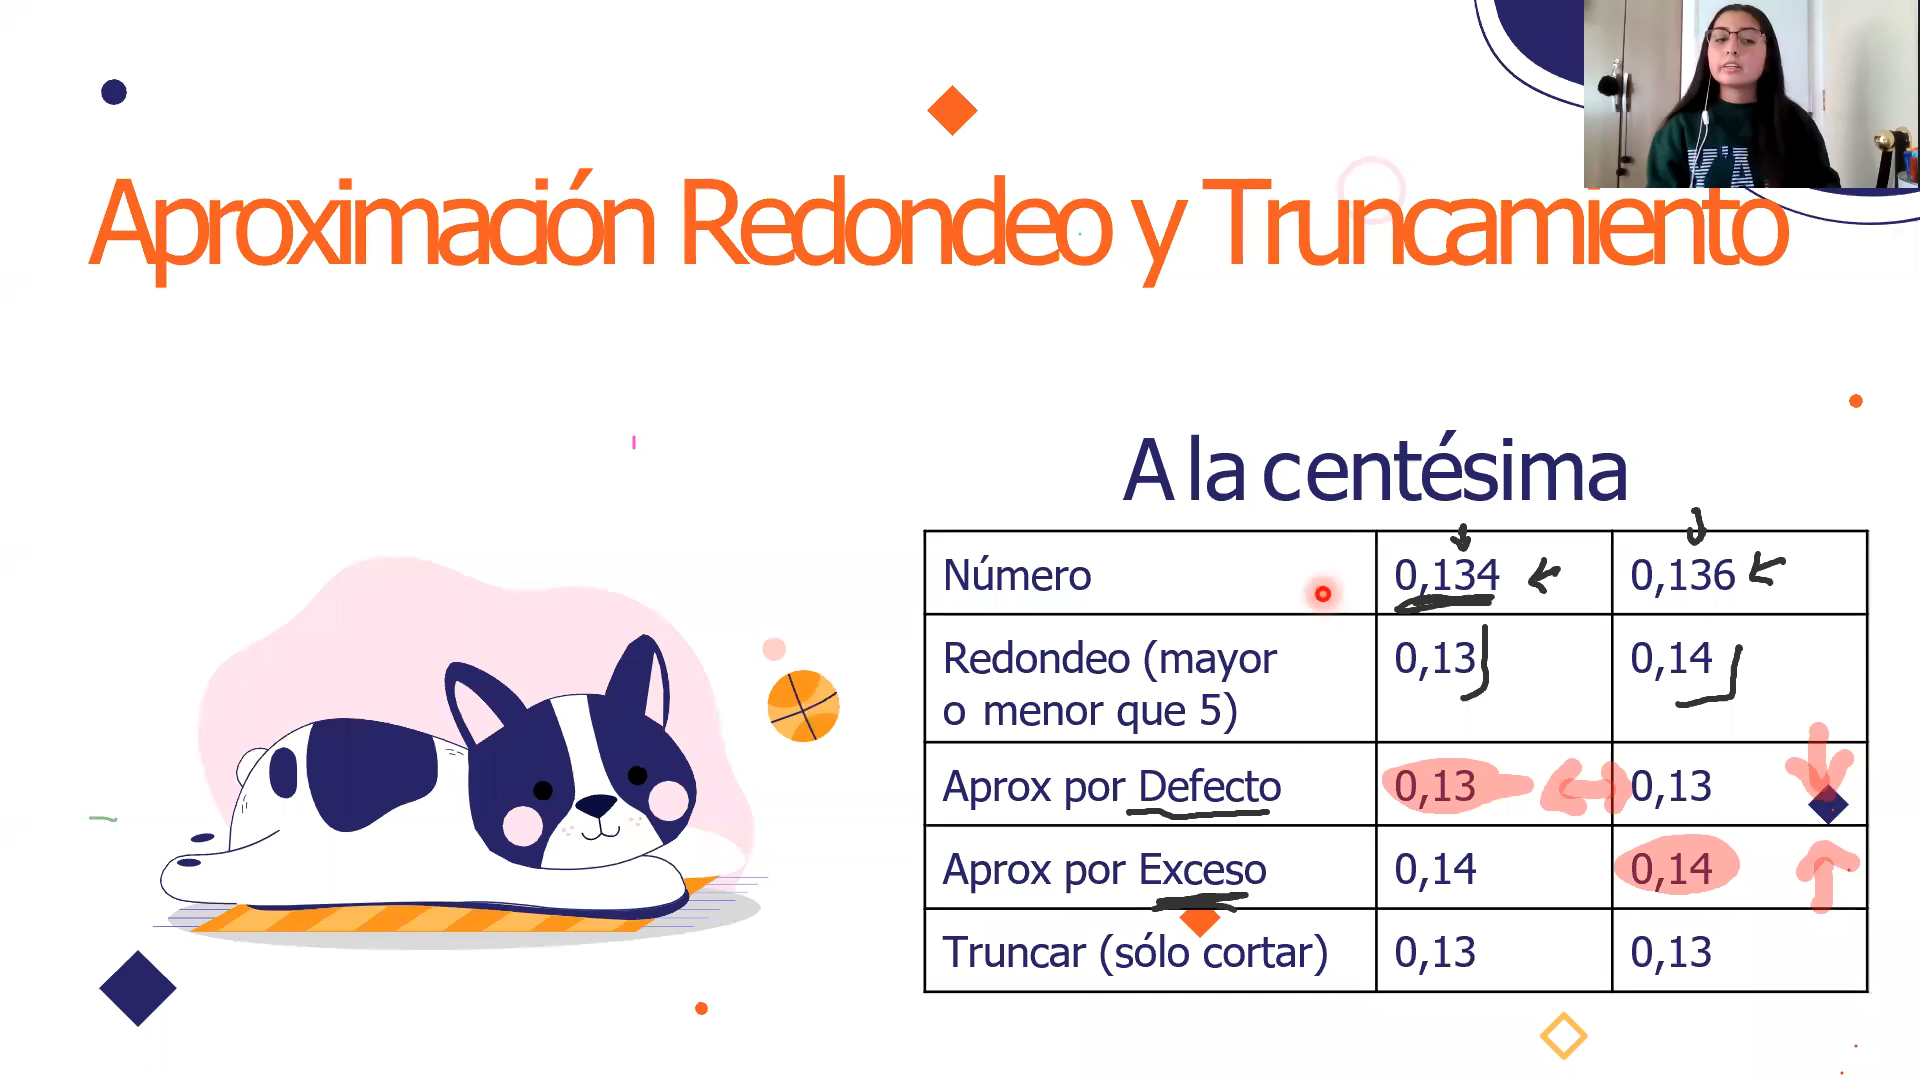 Aproximación Redondeo y Truncamiento
A la centésima
Número 0,134 0,136
Redondeo (mayor 0,13 0,14
o menor que 5)
Aprox por Defecto 0,13 0,13
Aprox por Exceso 0,14 0,14
Truncar (sólo cortar) 0,13 0,13